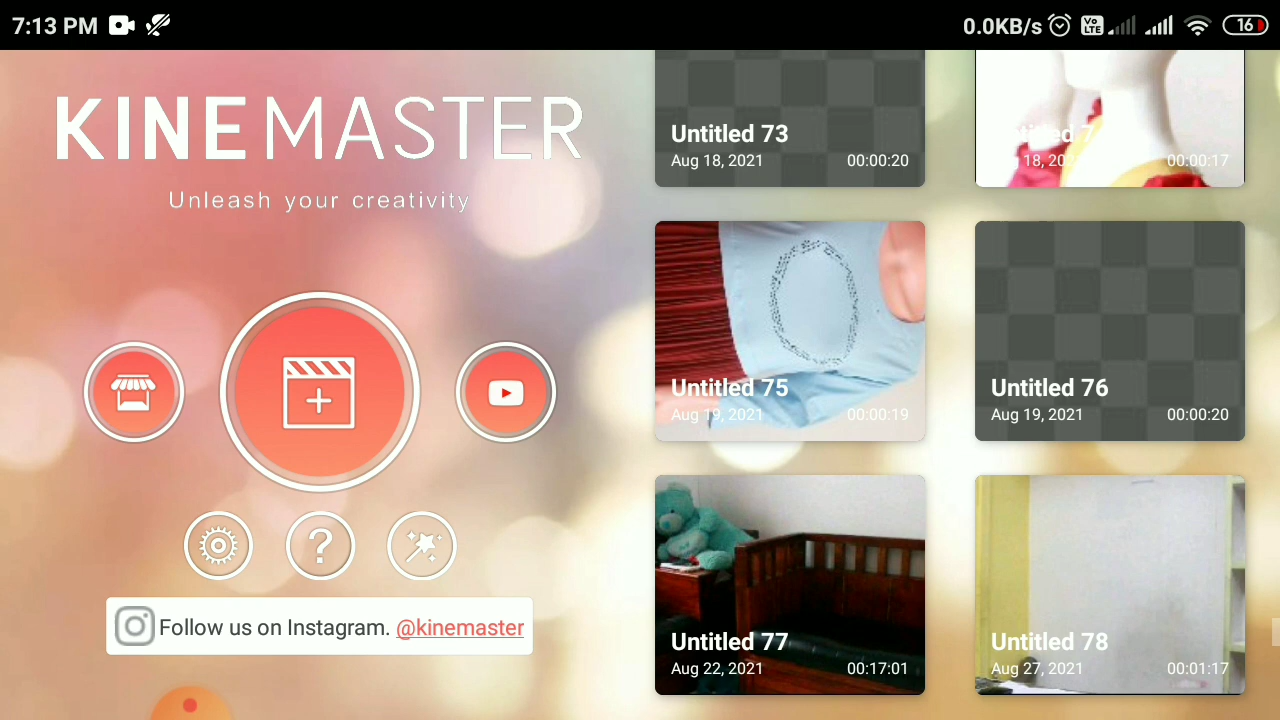 7:13 PM
0.0KB/s
Vo LTE
16
KINEMASTER
Unleash your creativity
Follow us on Instagram. @kinemaster
Untitled 73
Aug 18, 2021 00:00:20
00:00:17
Untitled 75
Aug 19, 2021 00:00:19
Untitled 76
Aug 19, 2021 00:00:20
Untitled 77
Aug 22, 2021 00:17:01
Untitled 78
Aug 27, 2021 00:01:17